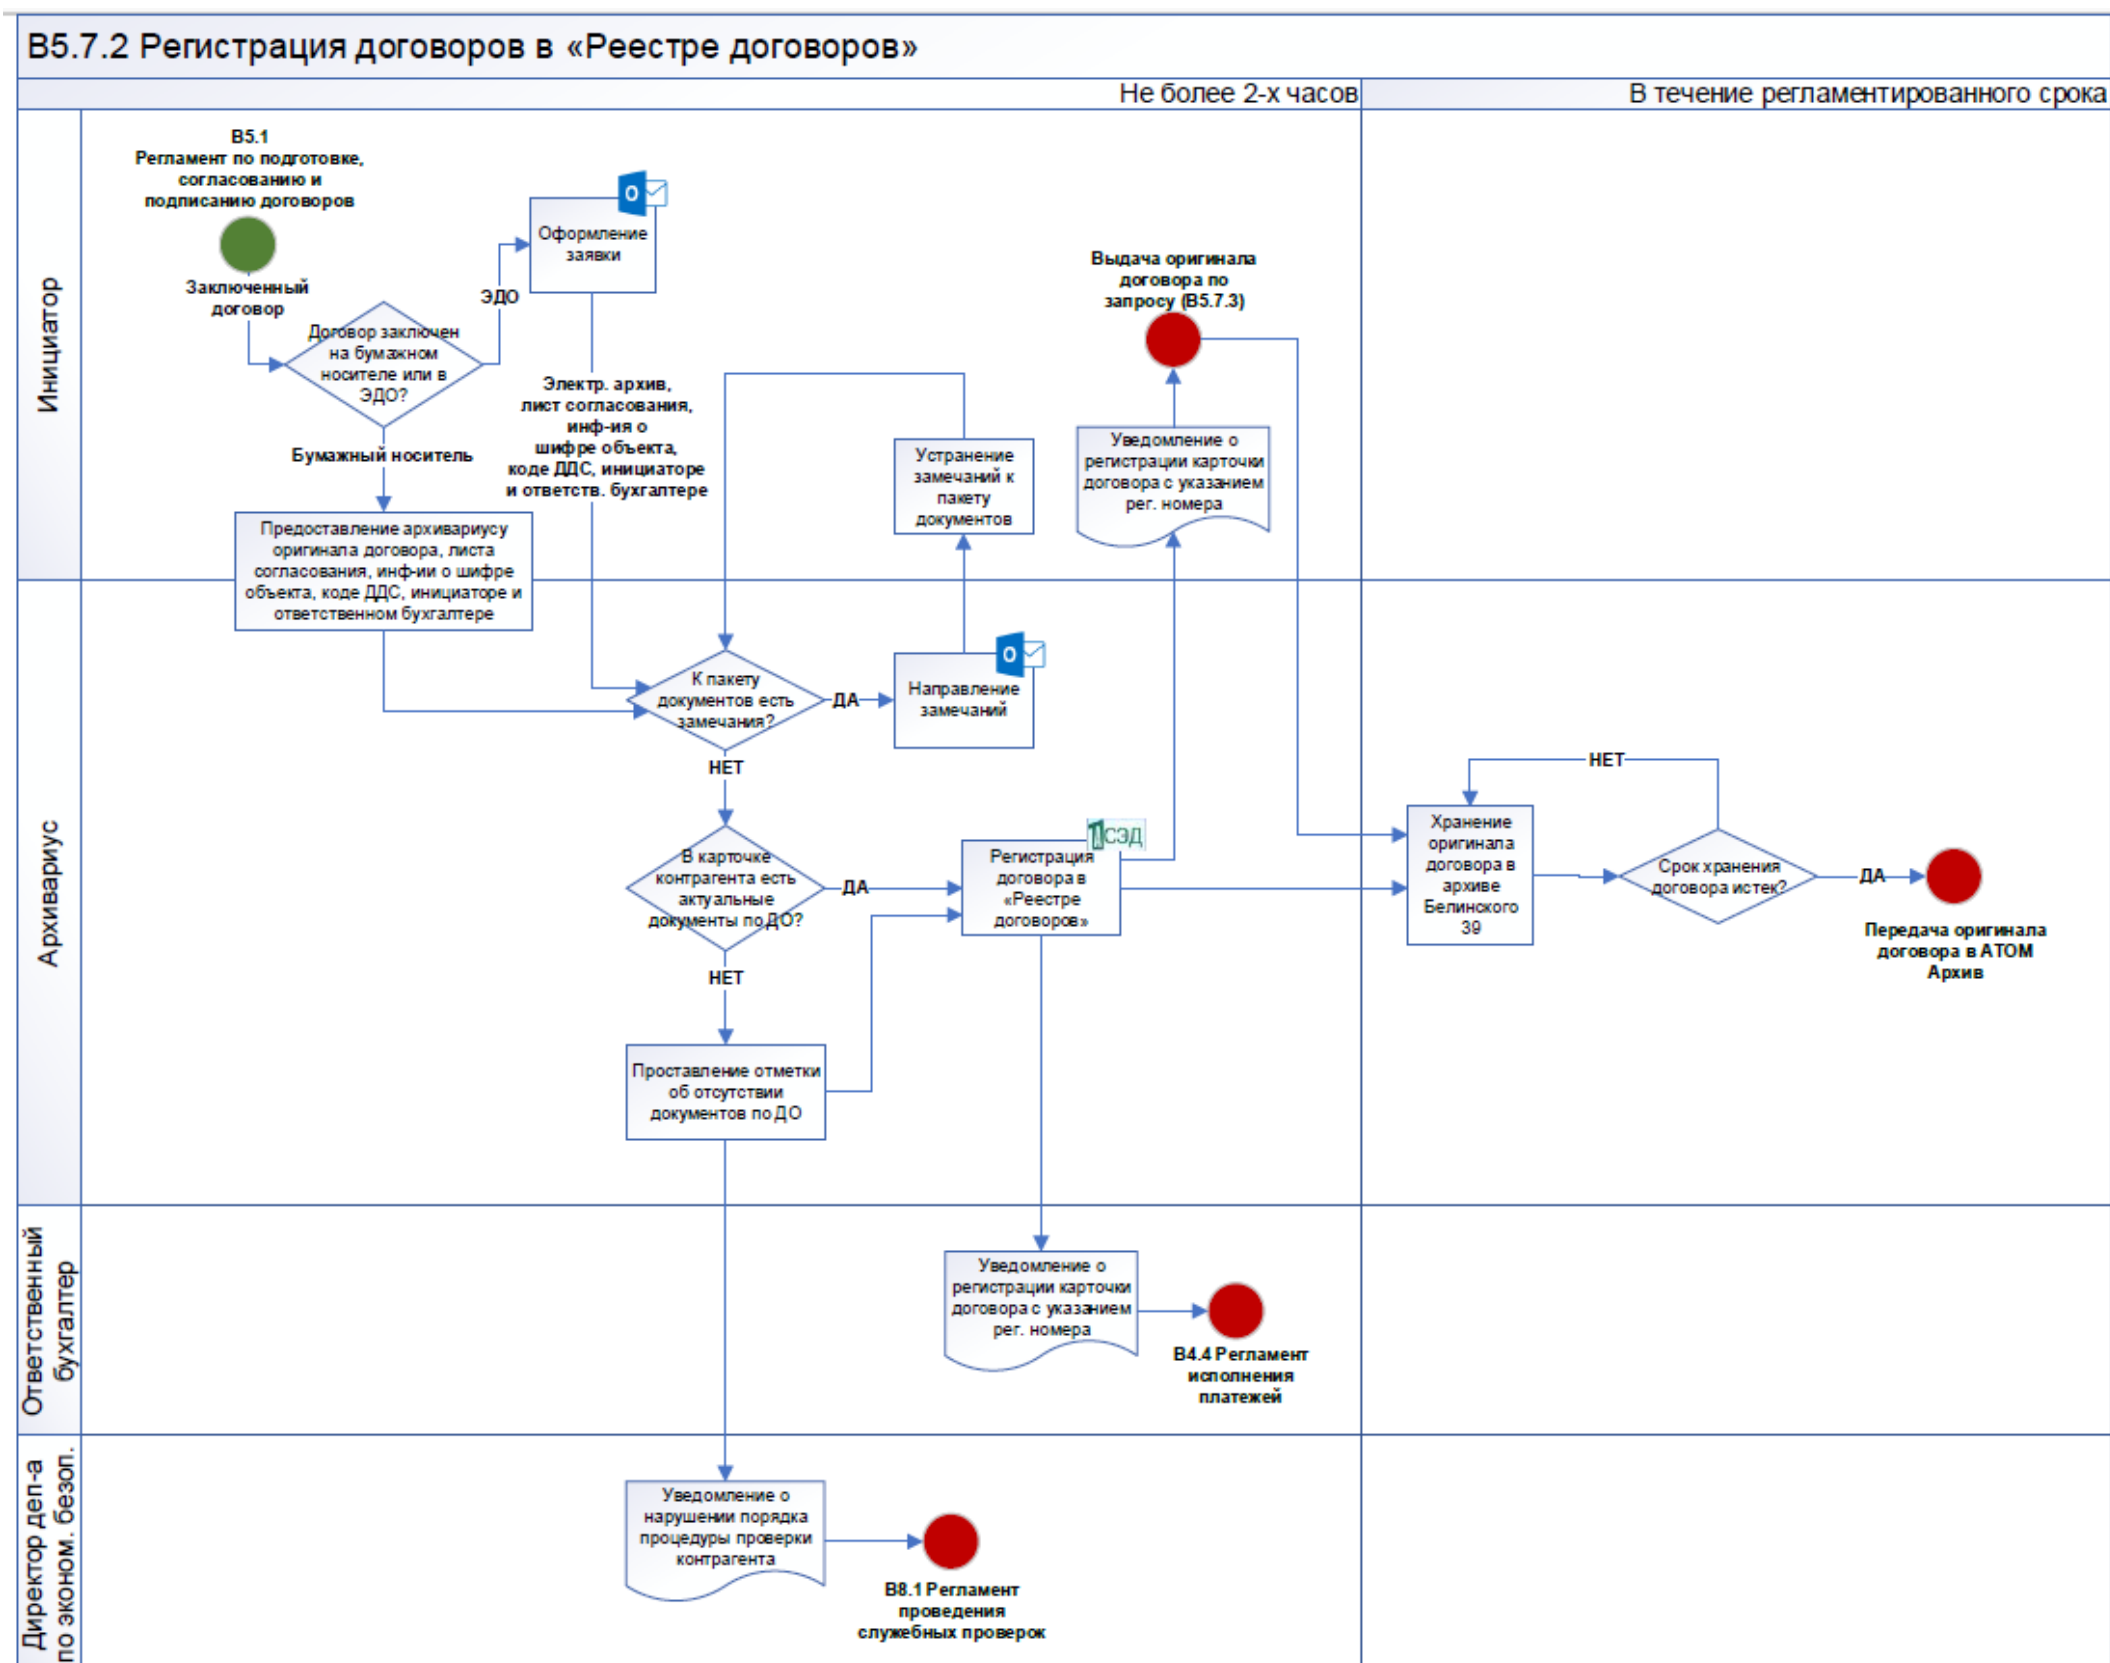 В5.7.2 Регистрация договоров в «Реестре договоров»
Не более 2-х часов
В течение регламентированного срока
Инициатор
В5.1
Регламент по подготовке,
согласованию и
подписанию договоров
Заключенный
договор
Договор заключен
на бумажном
носителе или в
ЭДО?
ЭДО
Оформление
заявки
Бумажный носитель
Электр. архив,
лист согласования,
инф-ия о
шифре объекта,
коде ДДС, инициаторе
и ответств. бухгалтере
Предоставление архивариусу
оригинала договора, листа
согласования, инф-ии о шифре
объекта, коде ДДС, инициаторе и
ответственном бухгалтере
Устранение
замечаний к
пакету
документов
Выдача оригинала
договора по
запросу (В5.7.3)
Уведомление о
регистрации карточки
договора с указанием
рег. номера
Архивариус
К пакету
документов есть
замечания?
ДА
Направление
замечаний
НЕТ
В карточке
контрагента есть
актуальные
документы по ДО?
ДА
СЭД
Регистрация
договора в
«Реестре
договоров»
НЕТ
Проставление отметки
об отсутствии
документов по ДО
НЕТ
Хранение
оригинала
договора в
архиве
Белинского
39
Срок хранения
договора истек?
ДА
Передача оригинала
договора в АТОМ
Архив
Ответственный
бухгалтер
Уведомление о
регистрации карточки
договора с указанием
рег. номера
В4.4 Регламент
исполнения
платежей
Директор деп-а
по эконом. безоп.
Уведомление о
нарушении порядка
процедуры проверки
контрагента
В8.1 Регламент
проведения
служебных проверок